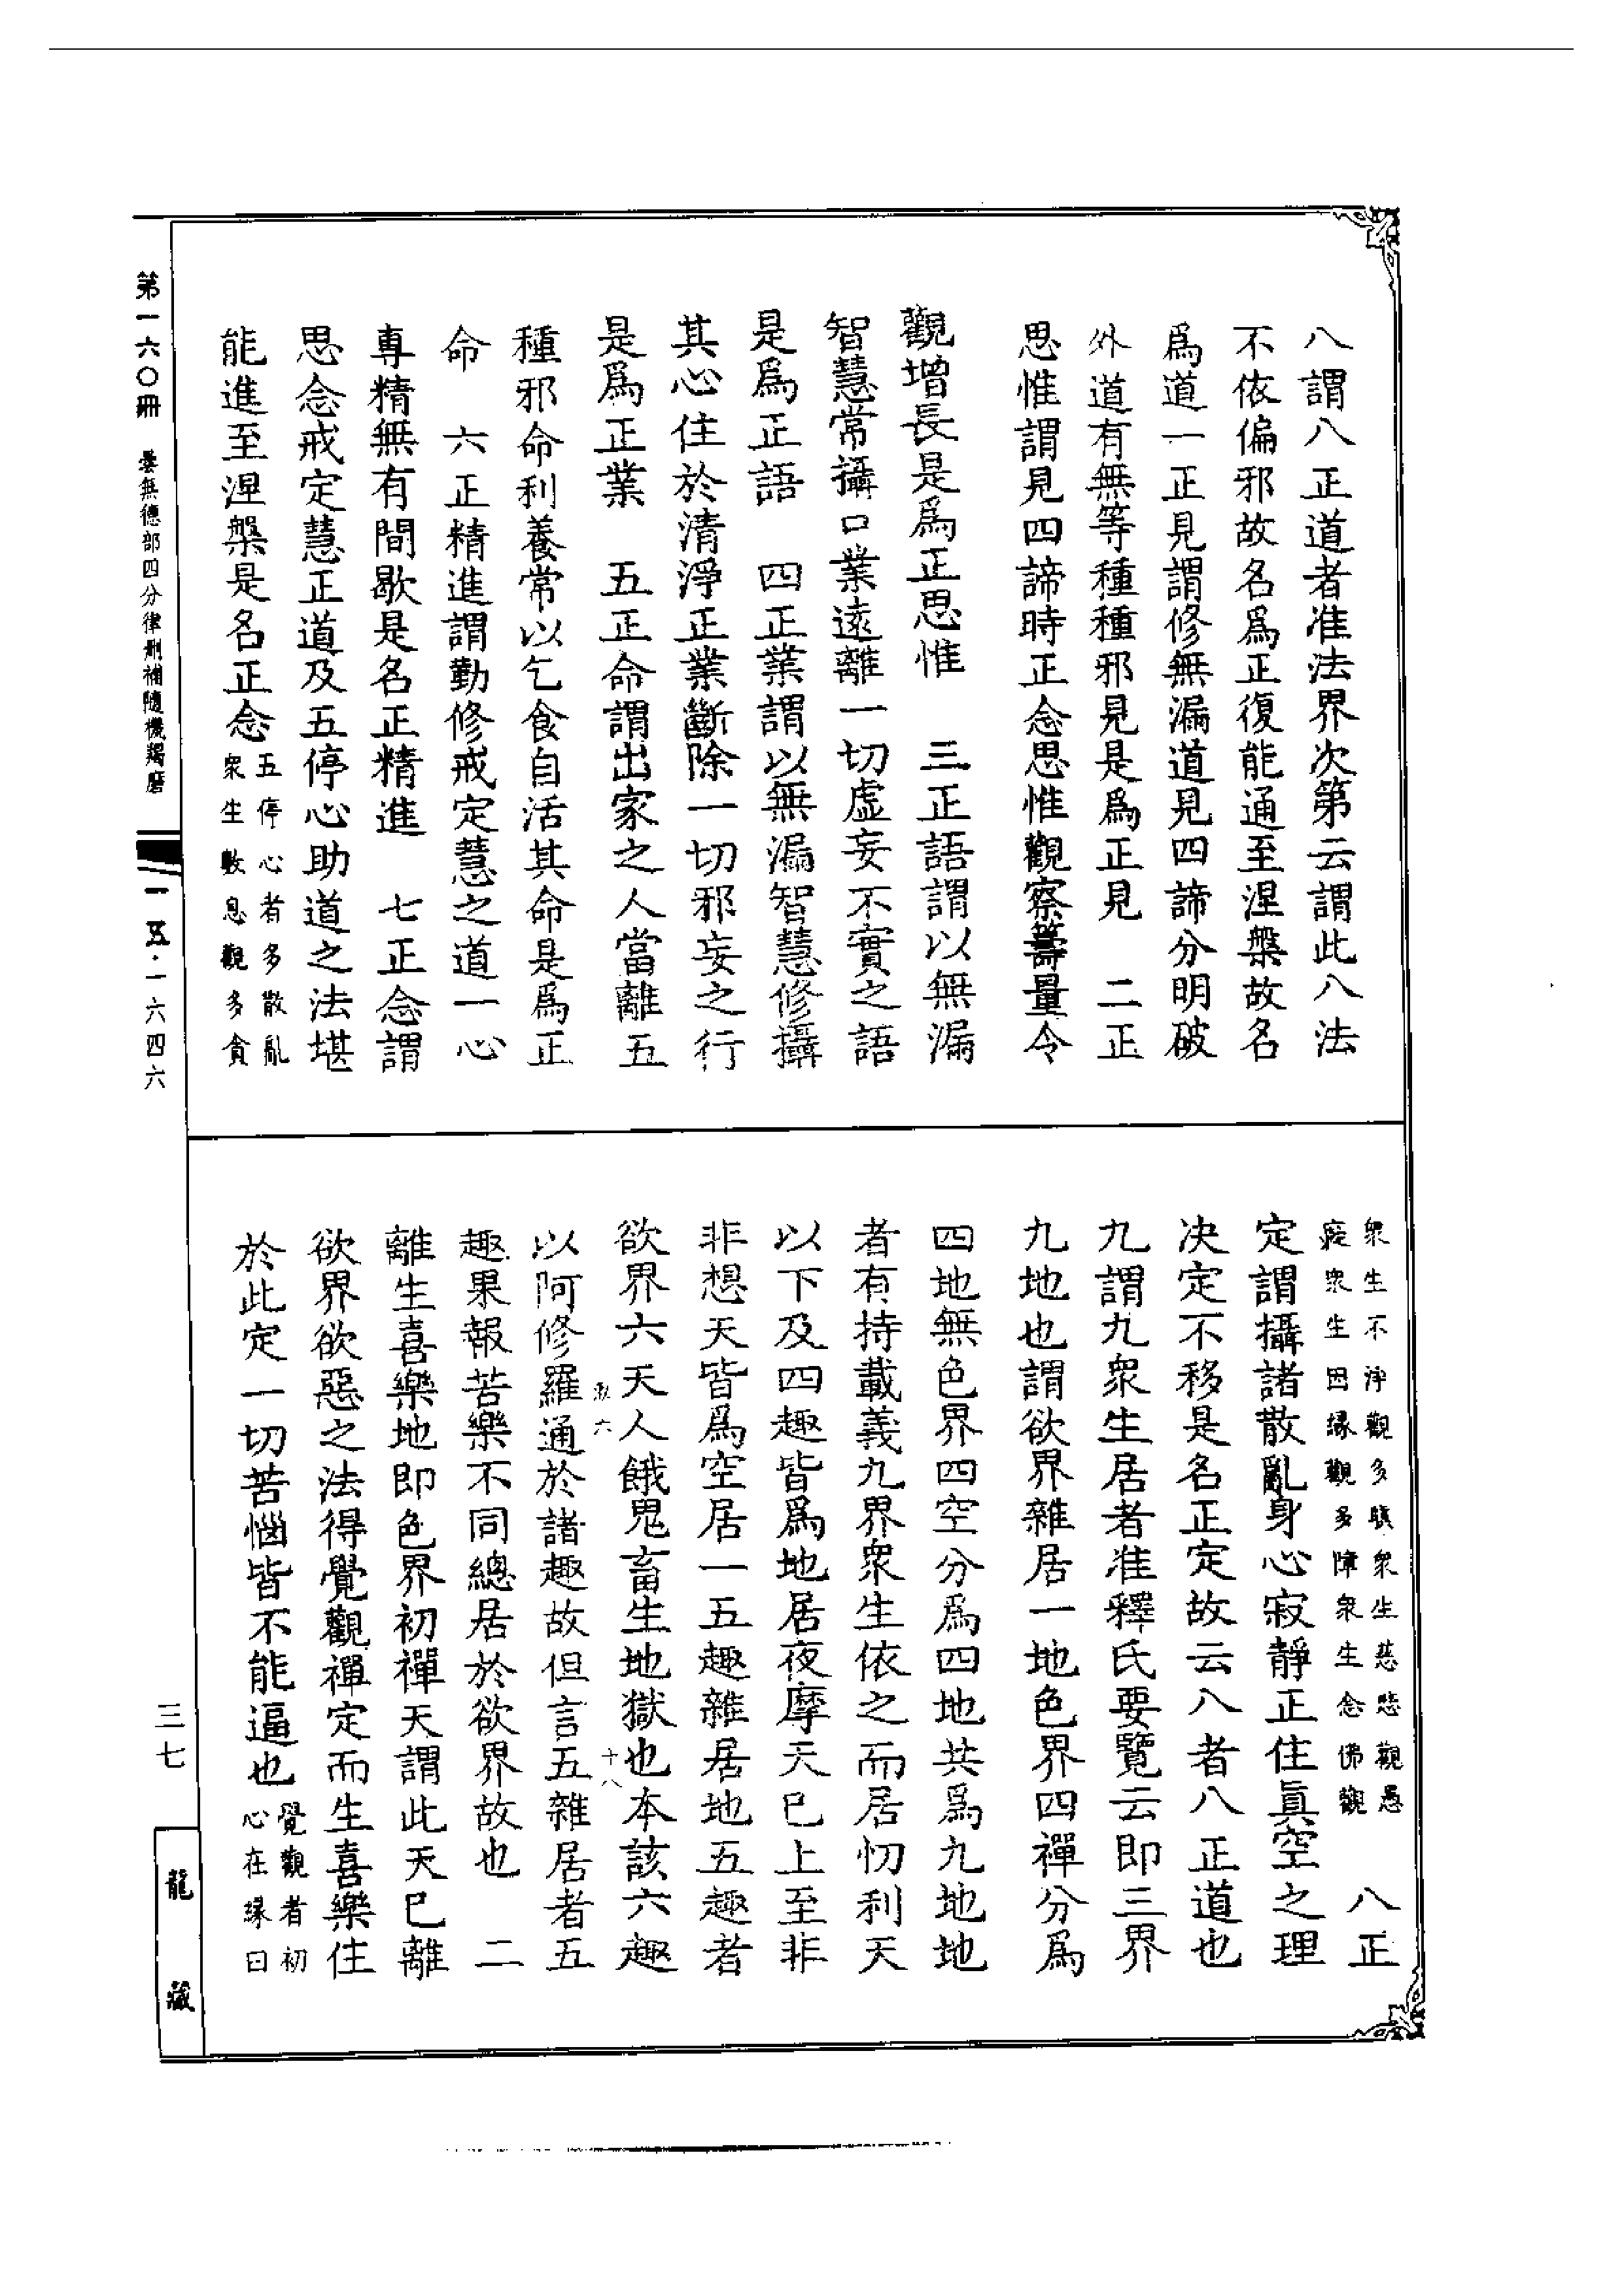 八謂八正道者准法界次第云謂此八法
不依偏邪故名爲正復能通至涅槃故名
爲道一正見謂修無漏道見四諦分明破
外道有無等種種邪見是爲正見　二正
思惟謂見四諦時正念思惟觀察籌量令
觀增長是爲正思惟　三正語謂以無漏
智慧常攝口業遠離一切虛妄不實之語
是爲正語　四正業謂以無漏智慧修攝
其心住於清淨正業斷除一切邪妄之行
是爲正業　五正命謂出家之人當離五
種邪命利養常以乞食自活其命是爲正
命　六正精進謂勤修戒定慧之道一心
專精無有間歇是名正精進　七正念謂
思念戒定慧正道及五停心助道之法堪
能進至涅槃是名正念五停心者多散亂
衆生數息觀多貪
衆生不淨觀多瞋衆生慈悲觀愚
癡衆生因緣觀多障衆生念佛觀　八正
定謂攝諸散亂身心寂靜正住眞空之理
决定不移是名正定故云八者八正道也
九謂九衆生居者准釋氏要覽云即三界
九地也謂欲界雜居一地色界四禪分爲
四地無色界四空分爲四地共爲九地地
者有持載義九界衆生依之而居忉利天
以下及四趣皆爲地居夜摩天巳上至非
非想天皆爲空居一五趣雜居地五趣者
欲界六天人餓鬼畜生地獄也本該六趣
六　十八
以阿修羅通於諸趣故但言五雜居者五
趣果報苦樂不同總居於欲界故也　二
離生喜樂地即色界初禪天謂此天巳離
欲界欲惡之法得覺觀禪定而生喜樂住
於此定一切苦惱皆不能逼也覺觀者初
心在緣曰
第一六〇冊　曇無德部四分律刪補隨機羯磨
一五·一六四六
三七
龍藏